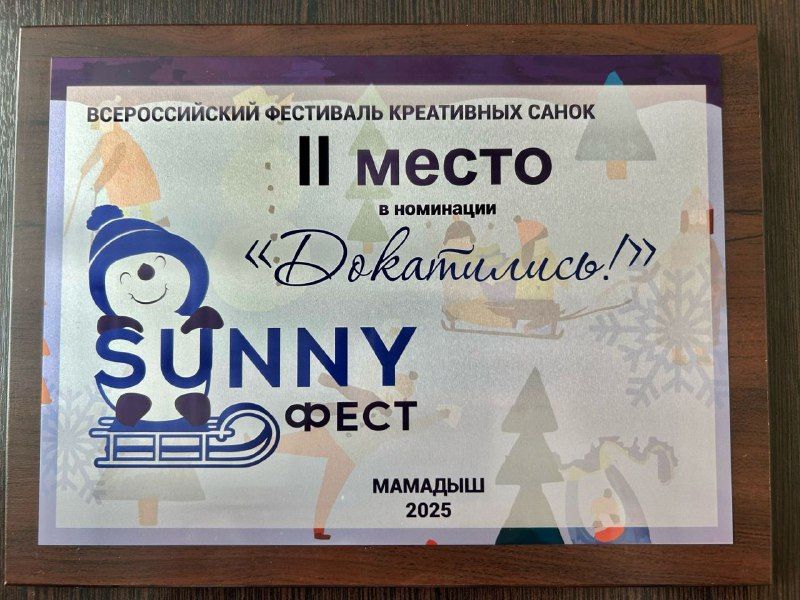 ВСЕРОССИЙСКИЙ ФЕСТИВАЛЬ КРЕАТИВНЫХ САНОК
II место
в номинации
«Докатились!»
SUNNY
ФЕСТ
МАМАДЫШ
2025